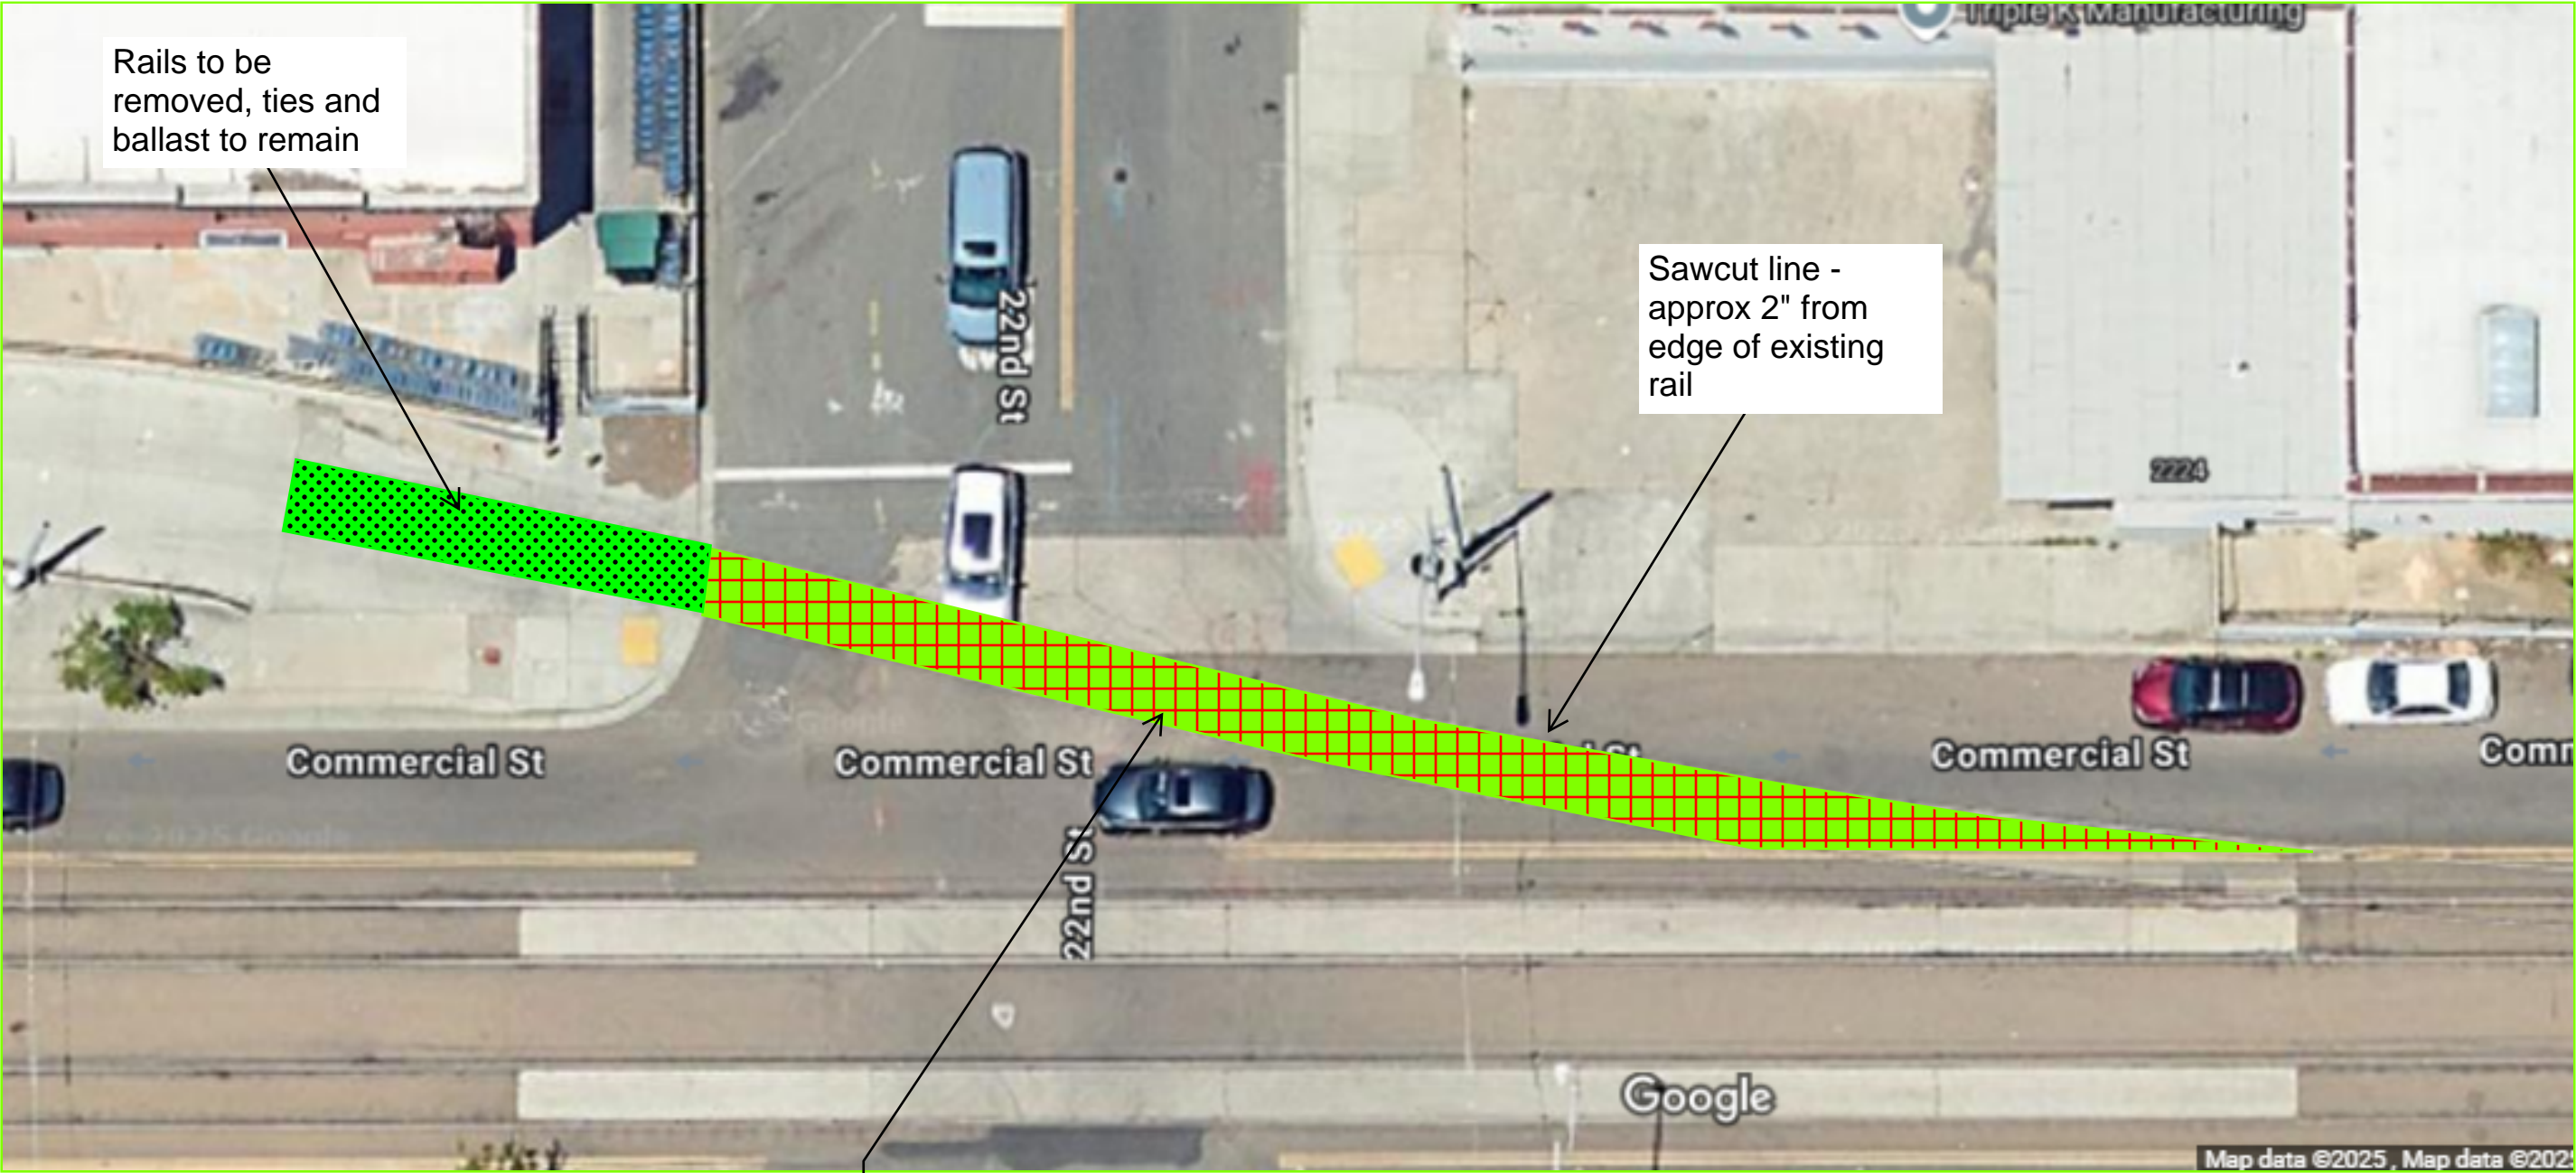 Triple K Manufacturing
Rails to be
removed, ties and
ballast to remain
22nd St
Sawcut line -
approx 2" from
edge of existing
rail
2224
Commercial St
Commercial St
Commercial St
22nd St
Google
Map data ©2025 , Map data ©202